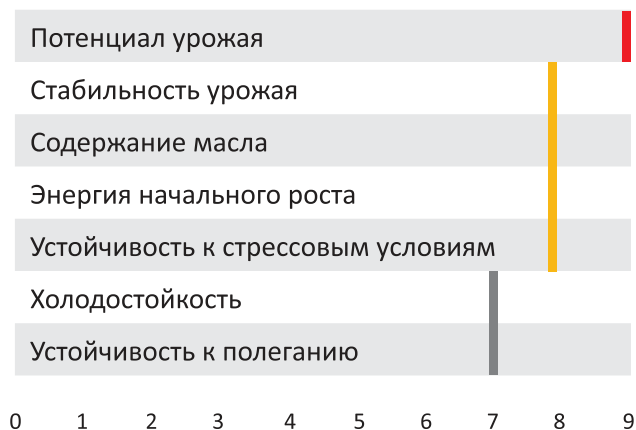 Потенциал урожая
Стабильность урожая
Содержание масла
Энергия начального роста
Устойчивость к стрессовым условиям
Холодостойкость
Устойчивость к полеганию
0 1 2 3 4 5 6 7 8 9